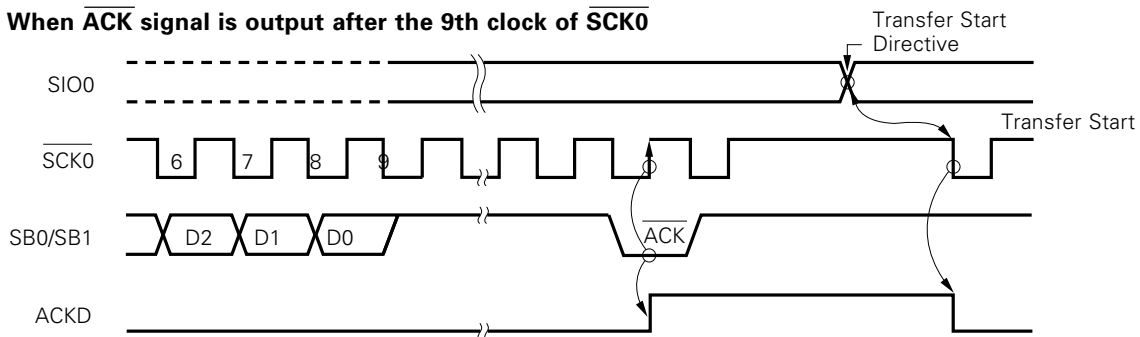 When ACK signal is output after the 9th clock of SCK0
Transfer Start
Directive
SIO0
Transfer Start
SCK0
6 7 8 9
SB0/SB1
D2 D1 D0 ACK
ACKD